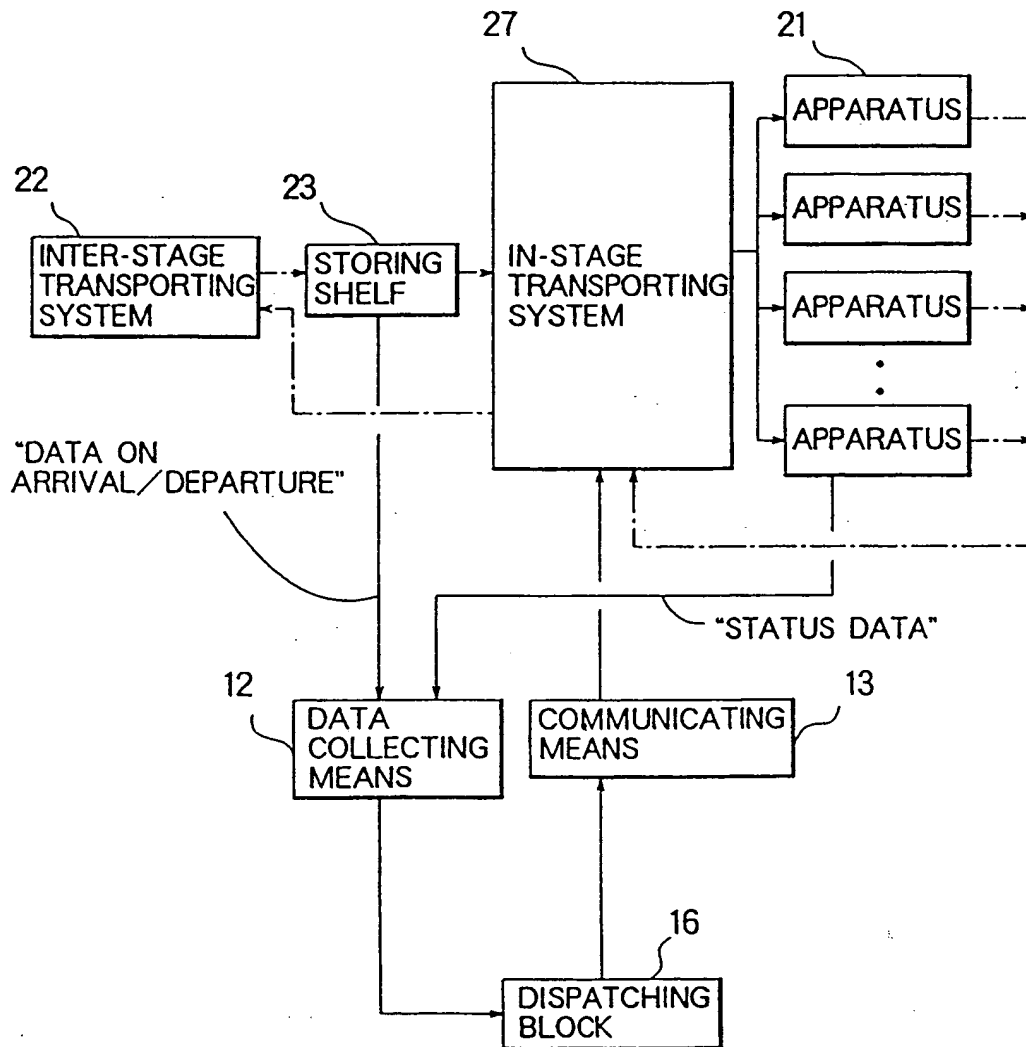 27
21
APPARATUS
22
23
APPARATUS
INTER-STAGE
TRANSPORTING
SYSTEM
STORING
SHELF
IN-STAGE
TRANSPORTING
SYSTEM
APPARATUS
APPARATUS
"DATA ON
ARRIVAL/DEPARTURE"
"STATUS DATA"
12
13
DATA
COLLECTING
MEANS
COMMUNICATING
MEANS
16
DISPATCHING
BLOCK